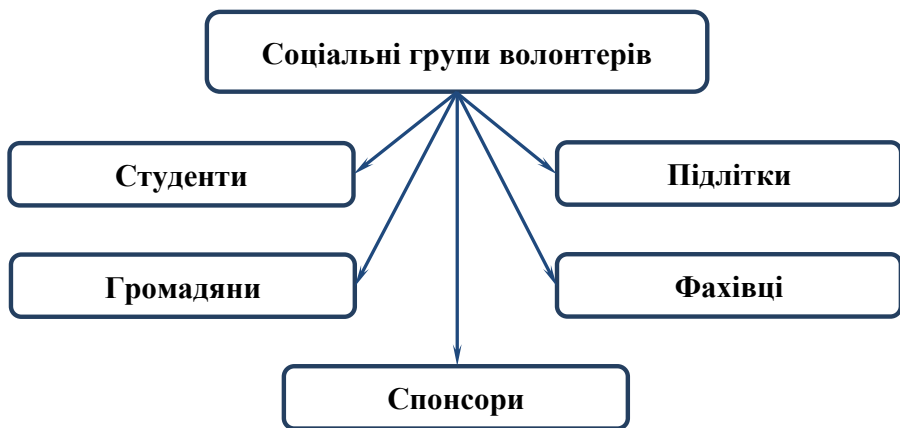 Соціальні групи волонтерів
Студенти
Підлітки
Громадяни
Фахівці
Спонсори